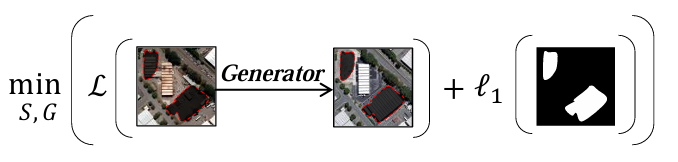 min S, G ( ℒ ( Generator ) + ℓ1 ( ) )